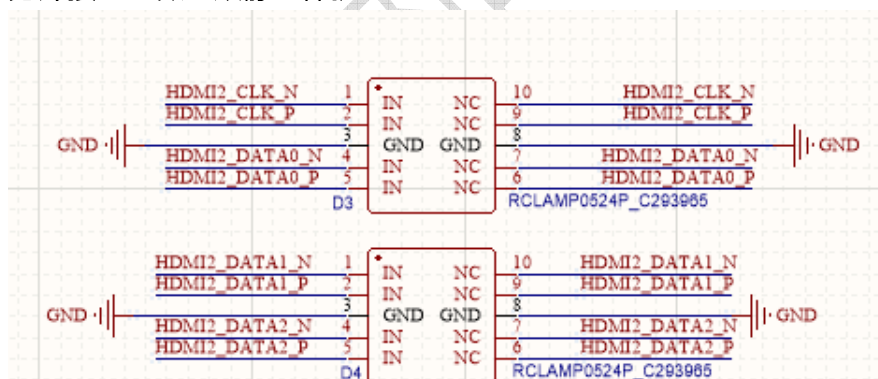 HDMI2_CLK_N 1 IN NC 10 HDMI2_CLK_N
HDMI2_CLK_P 2 IN NC 9 HDMI2_CLK_P
GND 3 GND GND 8 GND
HDMI2_DATA0_N 4 IN NC 7 HDMI2_DATA0_N
HDMI2_DATA0_P 5 IN NC 6 HDMI2_DATA0_P
D3 RCLAMP0524P_C293965
HDMI2_DATA1_N 1 IN NC 10 HDMI2_DATA1_N
HDMI2_DATA1_P 2 IN NC 9 HDMI2_DATA1_P
GND 3 GND GND 8 GND
HDMI2_DATA2_N 4 IN NC 7 HDMI2_DATA2_N
HDMI2_DATA2_P 5 IN NC 6 HDMI2_DATA2_P
D4 RCLAMP0524P_C293965